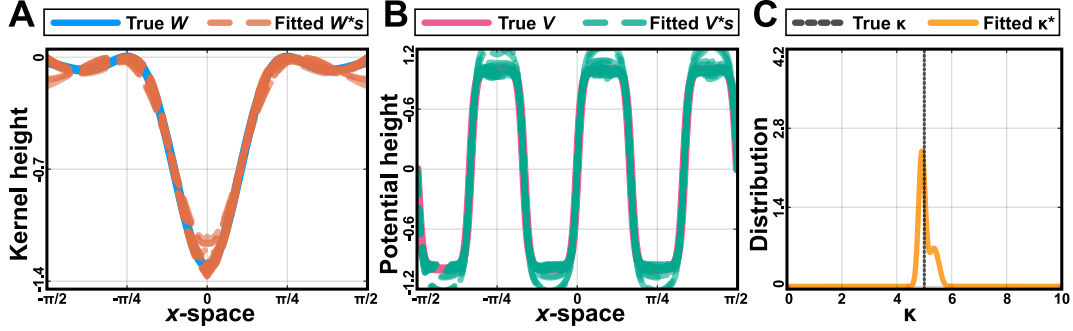 A
True W
Fitted W*s
0
-0.7
-1.4
Kernel height
-π/2
-π/4
0
π/4
π/2
x-space
B
True V
Fitted V*s
1.2
0.6
0
-0.6
-1.2
Potential height
-π/2
-π/4
0
π/4
π/2
x-space
C
True κ
Fitted κ*
4.2
2.8
1.4
0
Distribution
0
2
4
6
8
10
κ